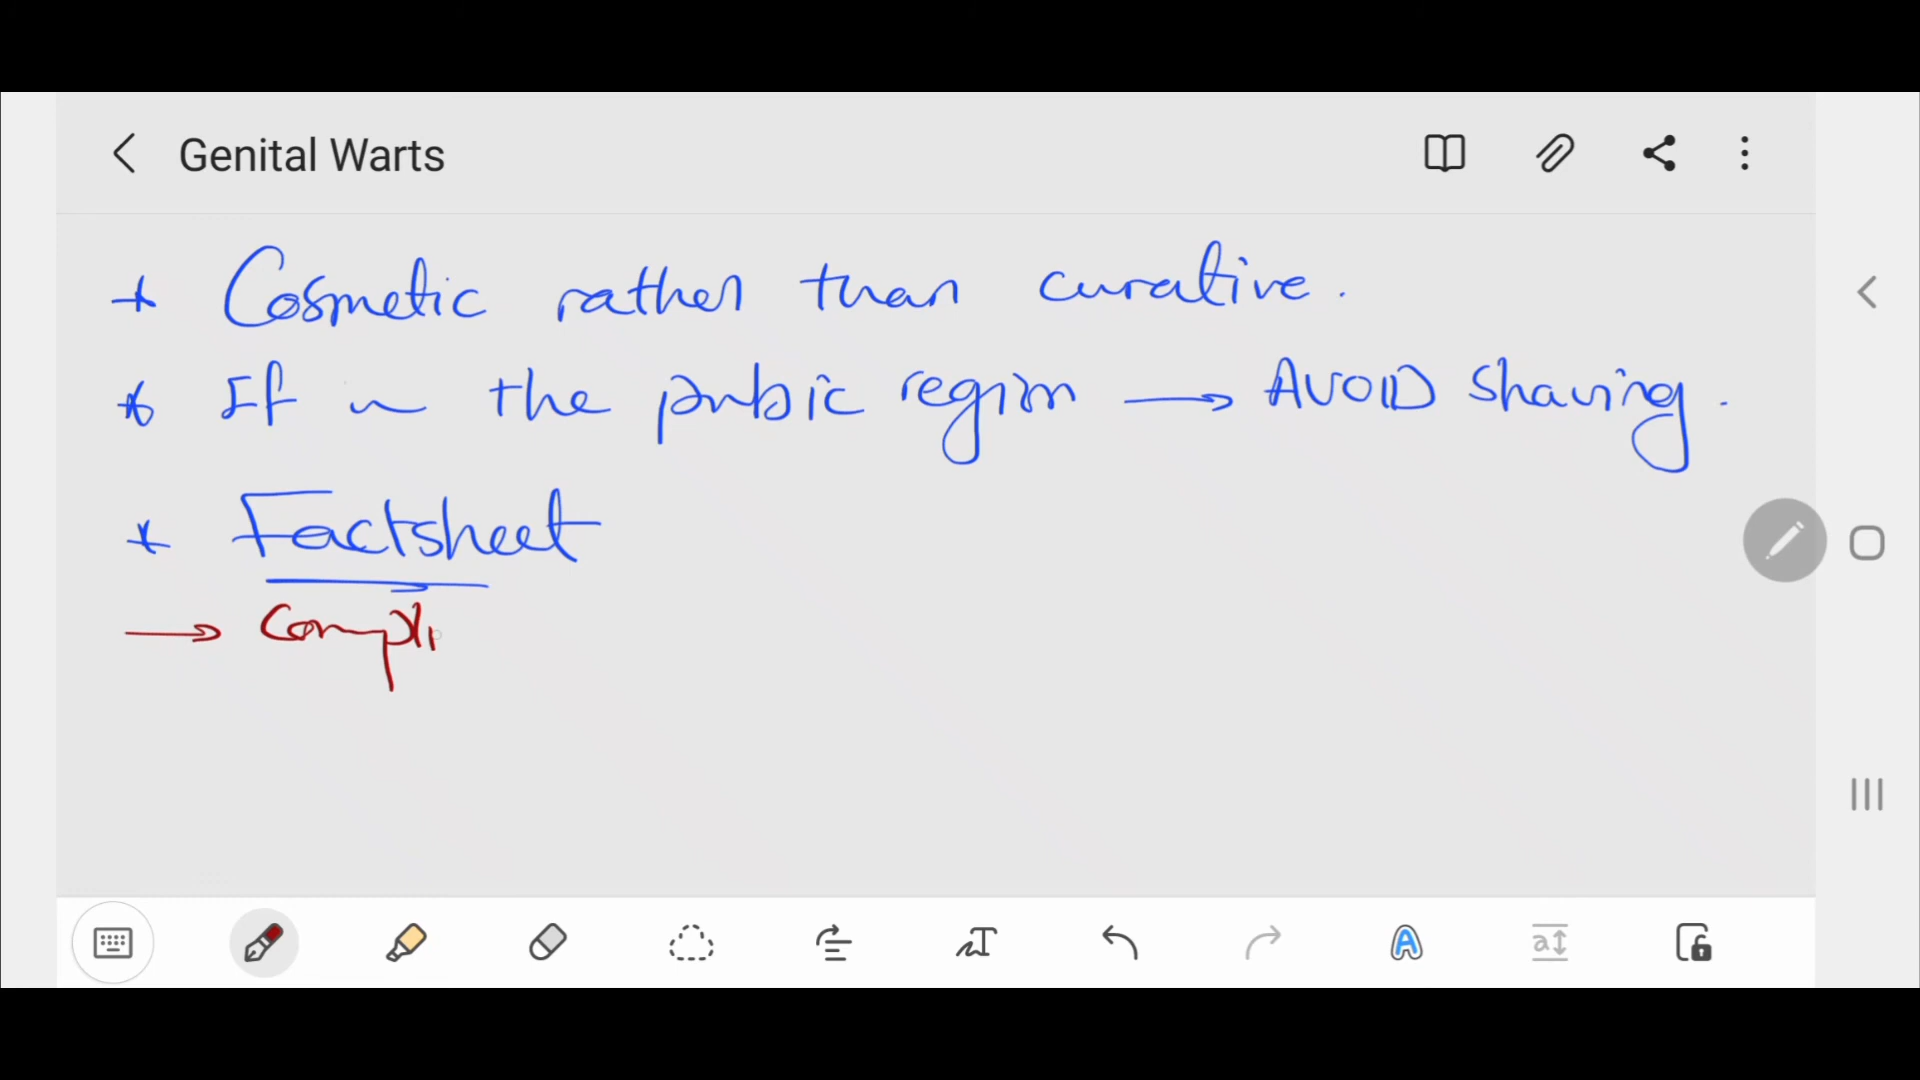 Genital Warts
* Cosmetic rather than curative.
* If in the pubic region → AVOID shaving.
* Factsheet
→ Compli